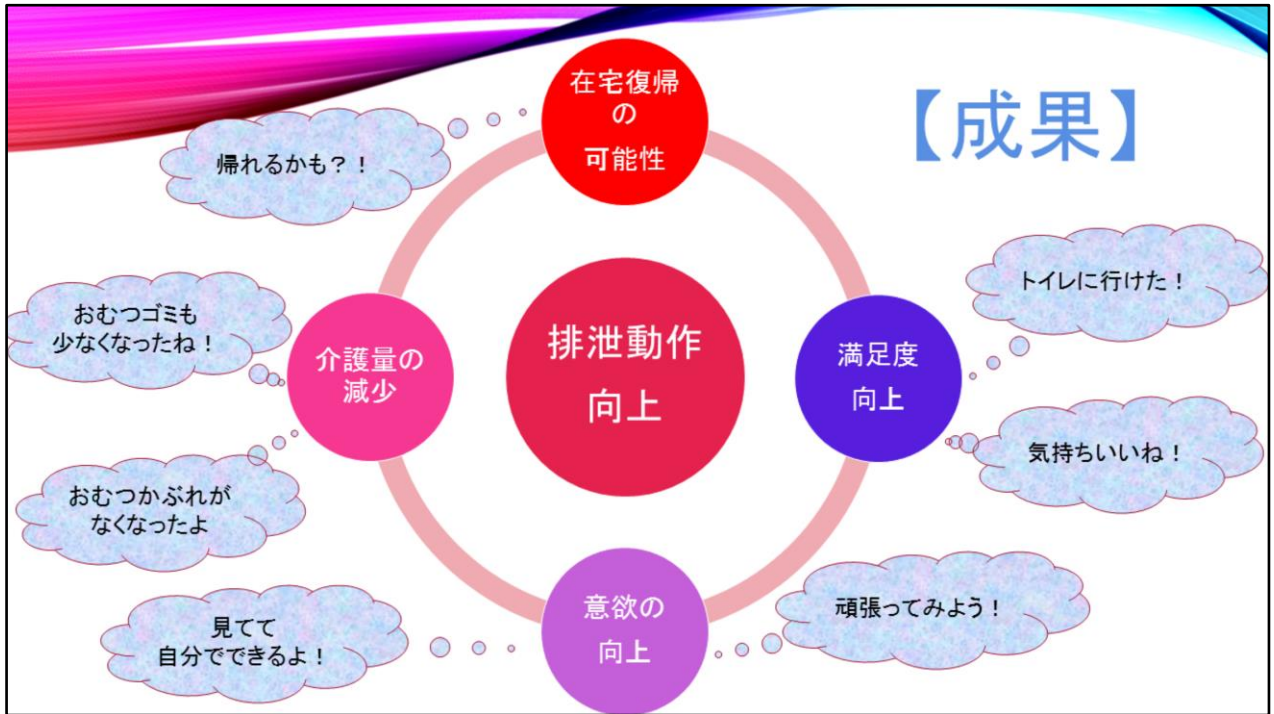 【成果】
在宅復帰
の
可能性
帰れるかも？！
トイレに行けた！
おむつゴミも
少なくなったね！
介護量の
減少
排泄動作
向上
満足度
向上
気持ちいいね！
おむつかぶれが
なくなったよ
意欲の
向上
頑張ってみよう！
見てて
自分でできるよ！